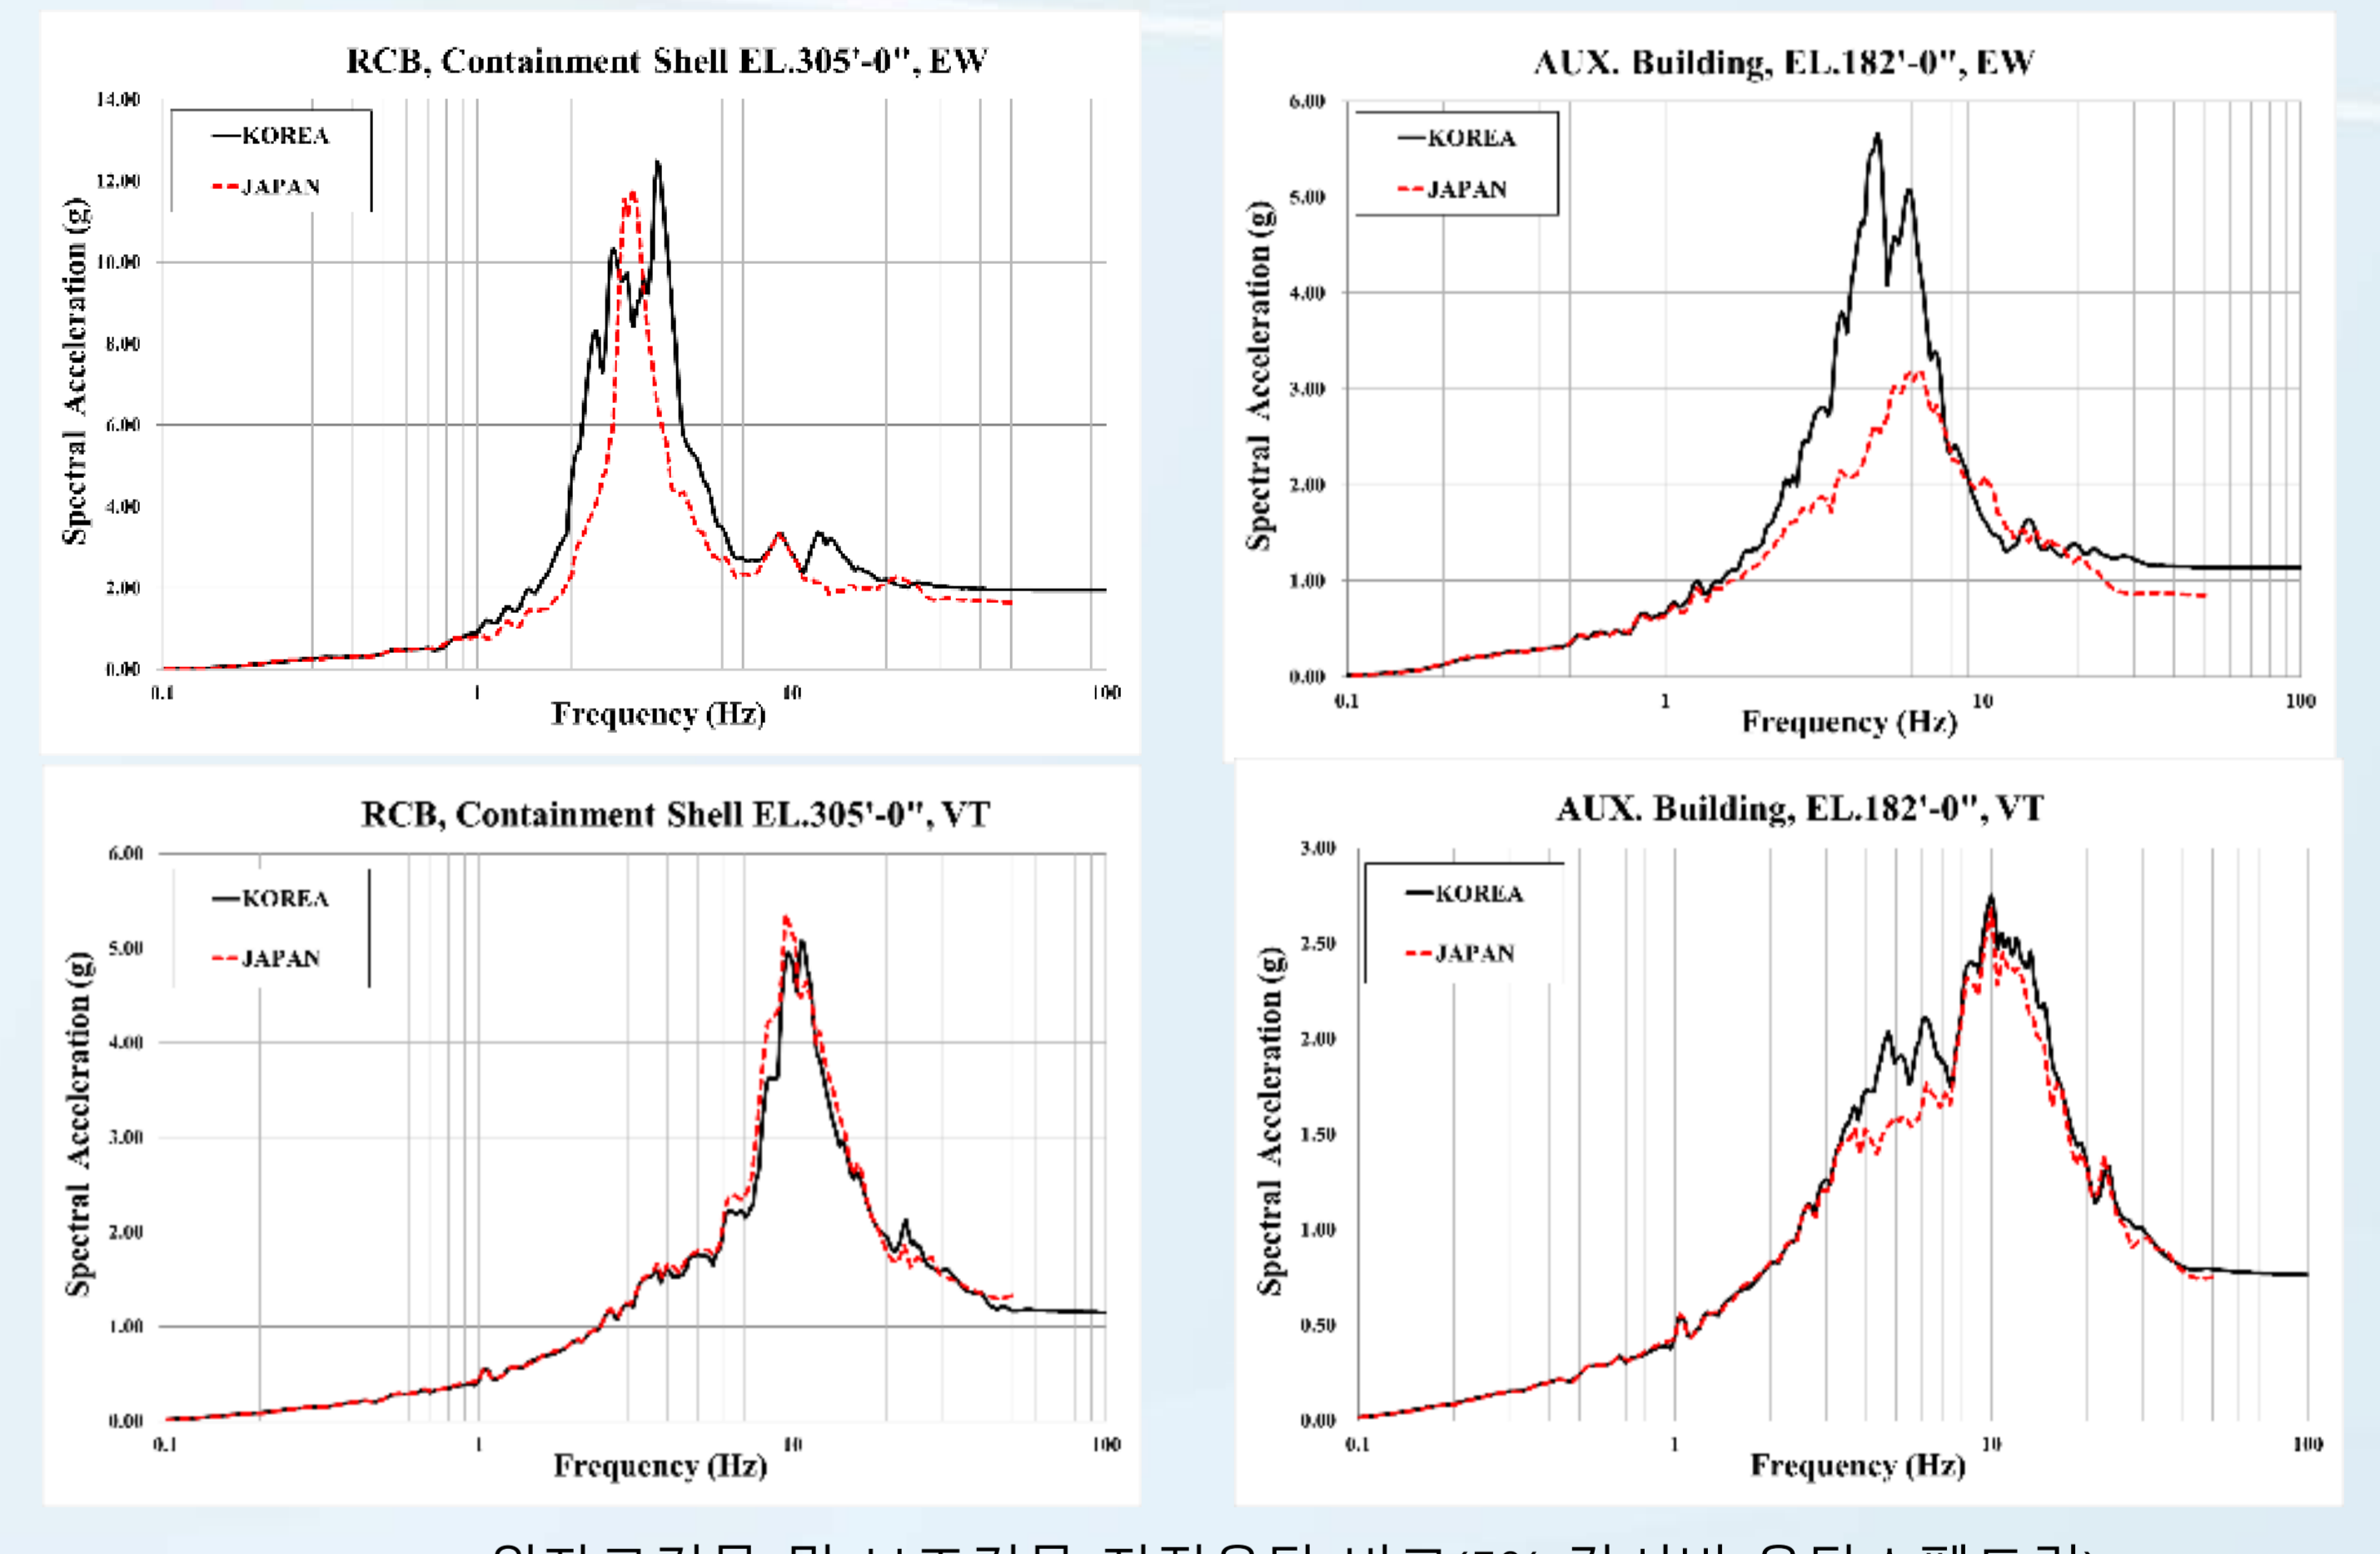 RCB, Containment Shell EL.305'-0", EW
14.00
12.00
10.00
8.00
6.00
4.00
2.00
0.00
KOREA
JAPAN
Spectral Acceleration (g)
0.1 1 10 100
Frequency (Hz)
AUX. Building, EL.182'-0", EW
6.00
5.00
4.00
3.00
2.00
1.00
0.00
KOREA
JAPAN
Spectral Acceleration (g)
0.1 1 10 100
Frequency (Hz)
RCB, Containment Shell EL.305'-0", VT
6.00
5.00
4.00
3.00
2.00
1.00
0.00
KOREA
JAPAN
Spectral Acceleration (g)
0.1 1 10 100
Frequency (Hz)
AUX. Building, EL.182'-0", VT
3.00
2.50
2.00
1.50
1.00
0.50
0.00
KOREA
JAPAN
Spectral Acceleration (g)
0.1 1 10 100
Frequency (Hz)